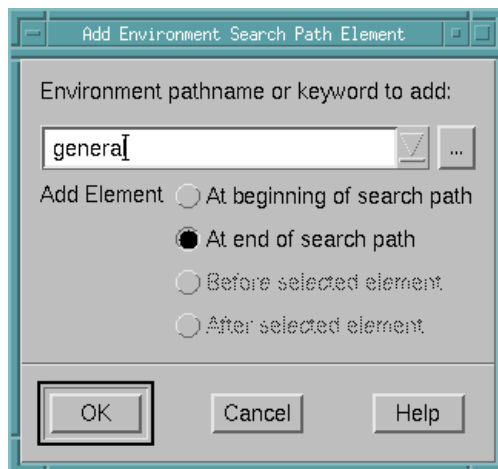 Add Environment Search Path Element
Environment pathname or keyword to add:
general
...
Add Element
At beginning of search path
At end of search path
Before selected element
After selected element
OK
Cancel
Help